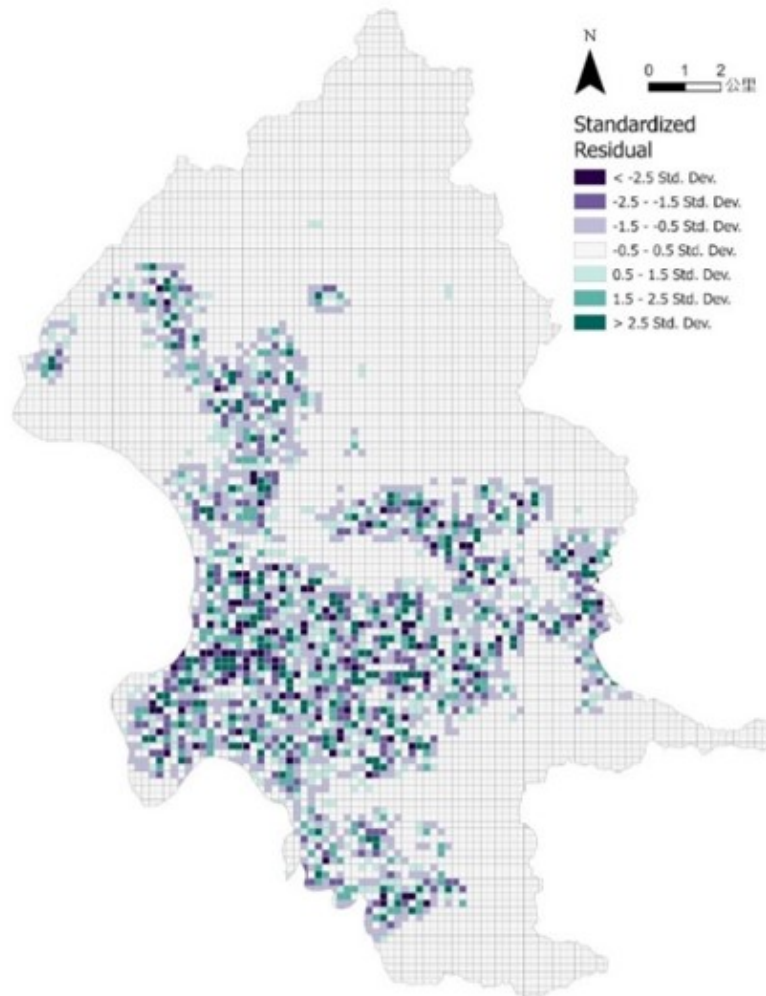 N
0 1 2
公里
Standardized
Residual
< -2.5 Std. Dev.
-2.5 - -1.5 Std. Dev.
-1.5 - -0.5 Std. Dev.
-0.5 - 0.5 Std. Dev.
0.5 - 1.5 Std. Dev.
1.5 - 2.5 Std. Dev.
> 2.5 Std. Dev.